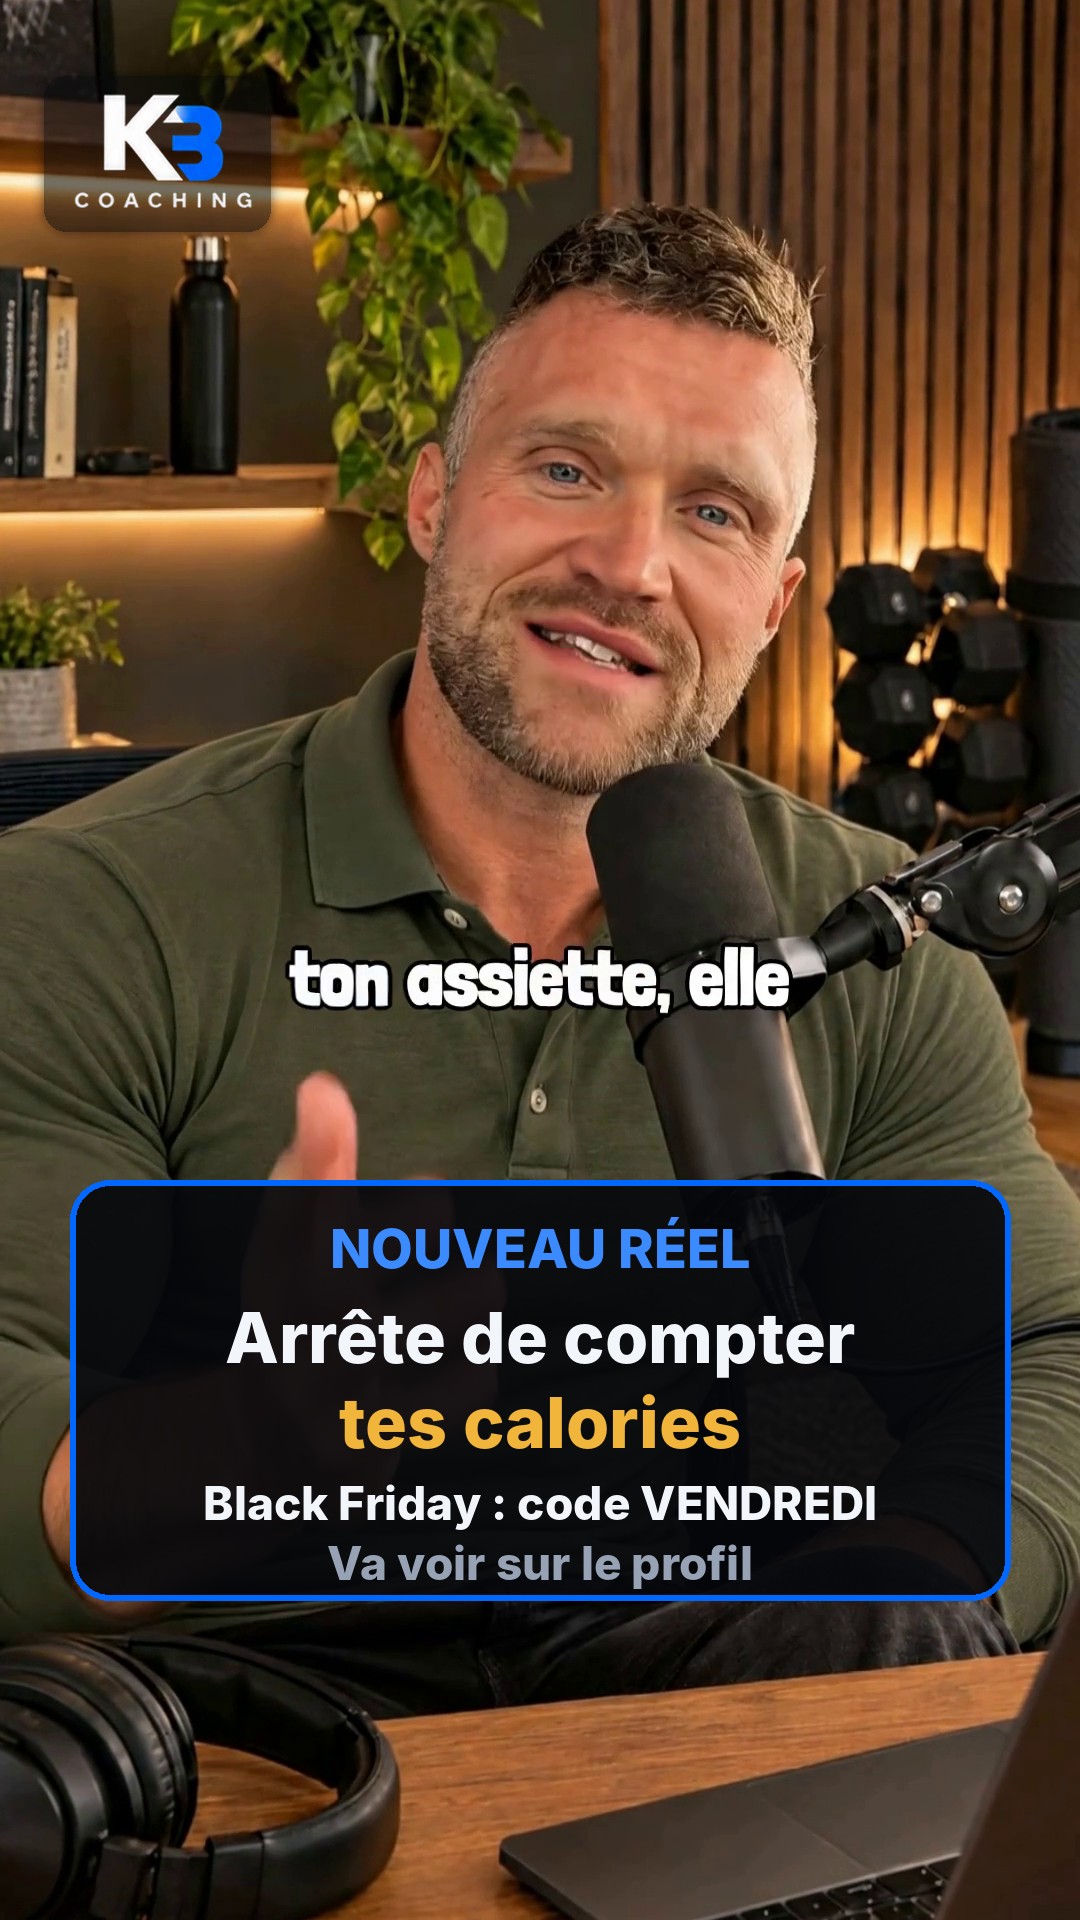 KB
COACHING
ton assiette, elle
NOUVEAU RÉEL
Arrête de compter
tes calories
Black Friday : code VENDREDI
Va voir sur le profil